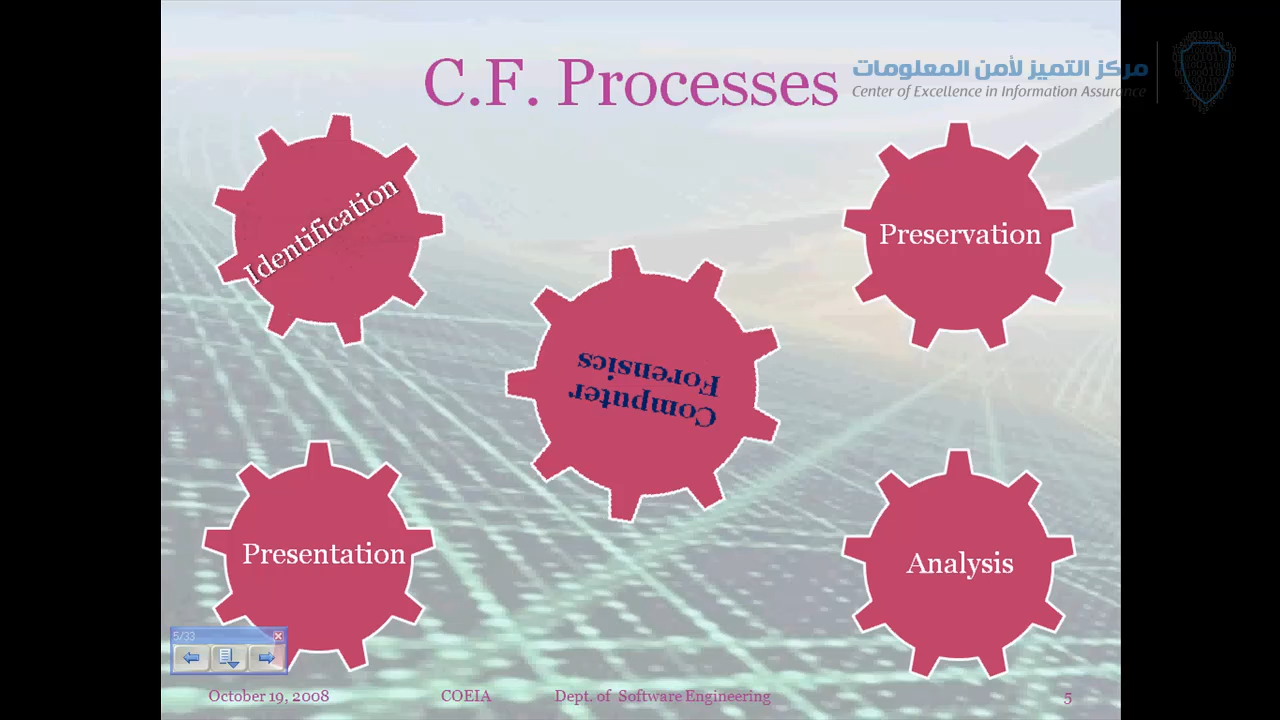 C.F. Processes
مركز التميز لأمن المعلومات
Center of Excellence in Information Assurance
Identification
Preservation
Computer
Forensics
Presentation
Analysis
5/33
October 19, 2008
COEIA
Dept. of Software Engineering
5